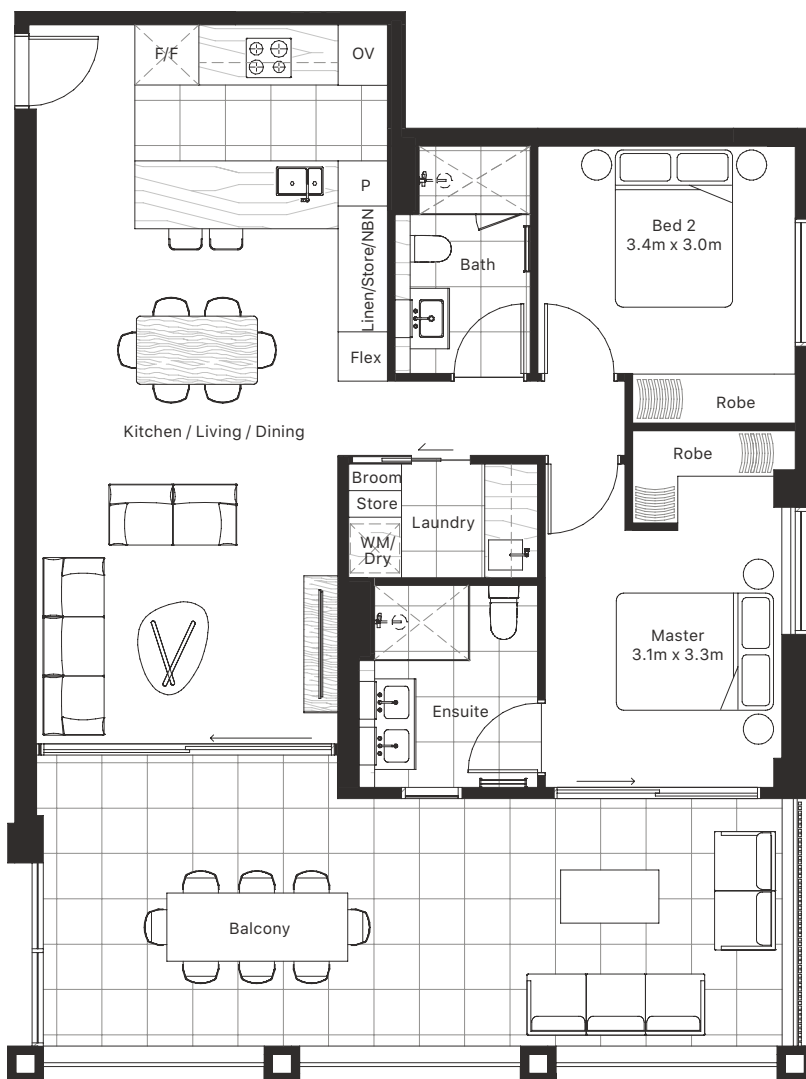 F/F
OV
P
Linen/Store/NBN
Flex
Bath
Bed 2
3.4m x 3.0m
Robe
Kitchen / Living / Dining
Robe
Broom
Store
WM/
Dry
Laundry
Master
3.1m x 3.3m
Ensuite
Balcony